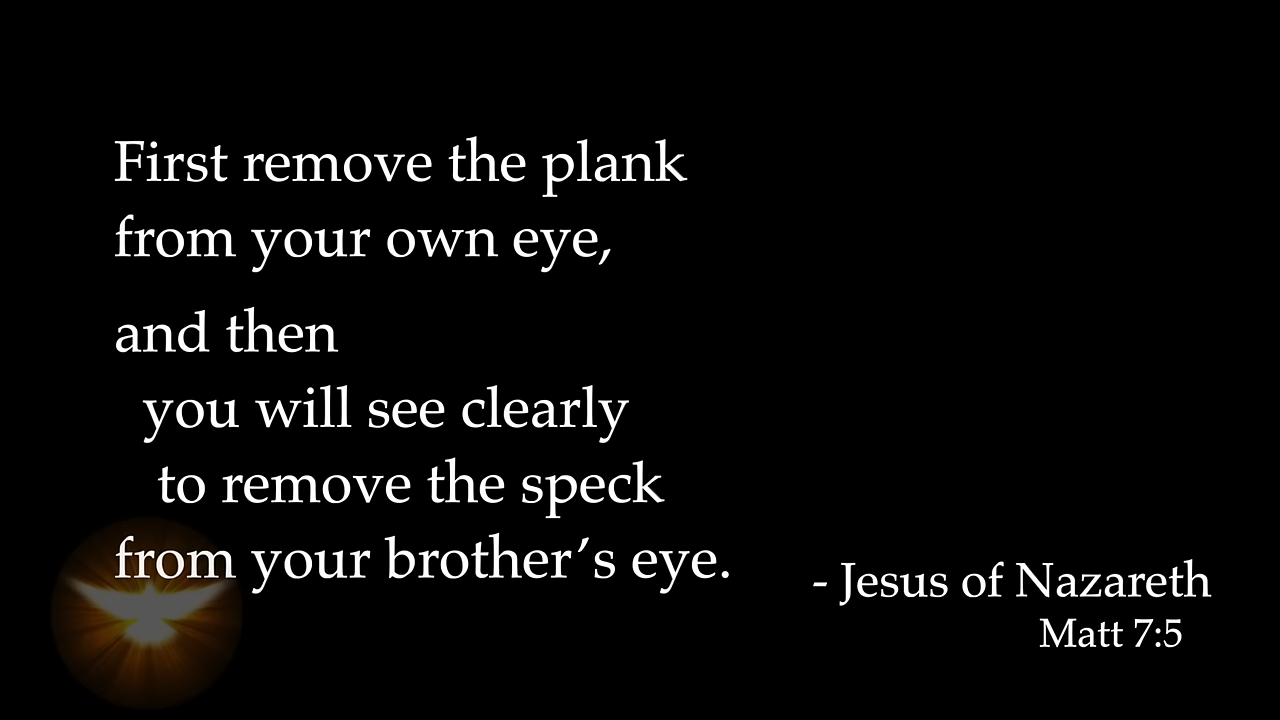 First remove the plank
from your own eye,
and then
you will see clearly
to remove the speck
from your brother’s eye.
- Jesus of Nazareth
Matt 7:5